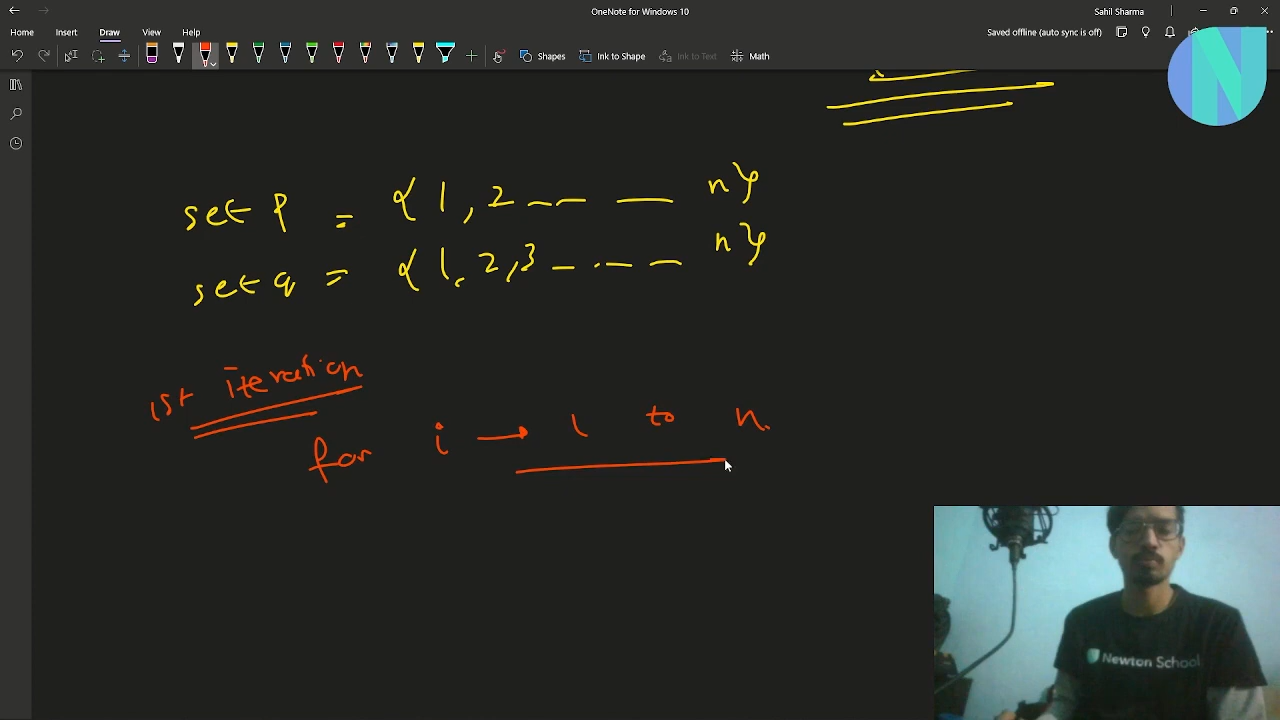 OneNote for Windows 10
Sahil Sharma
Home Insert Draw View Help
Saved offline (auto sync is off)
Shapes Ink to Shape Ink to Text Math
set p = { 1, 2 -- -- n}
set q = { 1, 2, 3 - . - - n}
1st iteration
for i → 1 to n.
Newton School